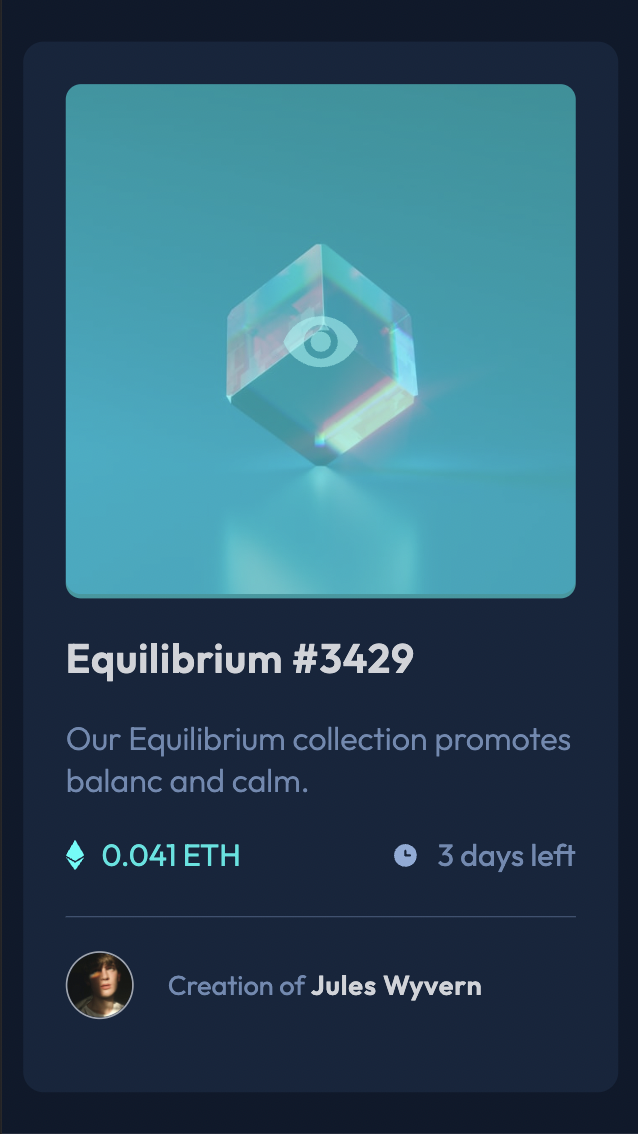 Equilibrium #3429
Our Equilibrium collection promotes
balanc and calm.
0.041 ETH
3 days left
Creation of Jules Wyvern